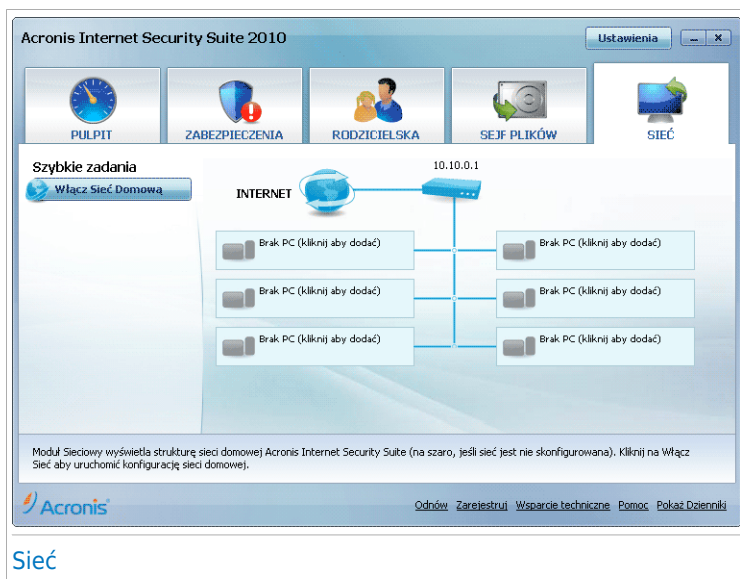 Acronis Internet Security Suite 2010
Ustawienia
PULPIT
ZABEZPIECZENIA
RODZICIELSKA
SEJF PLIKÓW
SIEĆ
Szybkie zadania
Włącz Sieć Domową
10.10.0.1
INTERNET
Brak PC (kliknij aby dodać)
Brak PC (kliknij aby dodać)
Brak PC (kliknij aby dodać)
Brak PC (kliknij aby dodać)
Brak PC (kliknij aby dodać)
Brak PC (kliknij aby dodać)
Moduł Sieciowy wyświetla strukturę sieci domowej Acronis Internet Security Suite (na szaro, jeśli sieć jest nie skonfigurowana). Kliknij na Włącz
Sieć aby uruchomić konfigurację sieci domowej.
Acronis
Odnów Zarejestruj Wsparcie techniczne Pomoc Pokaż Dzienniki
Sieć